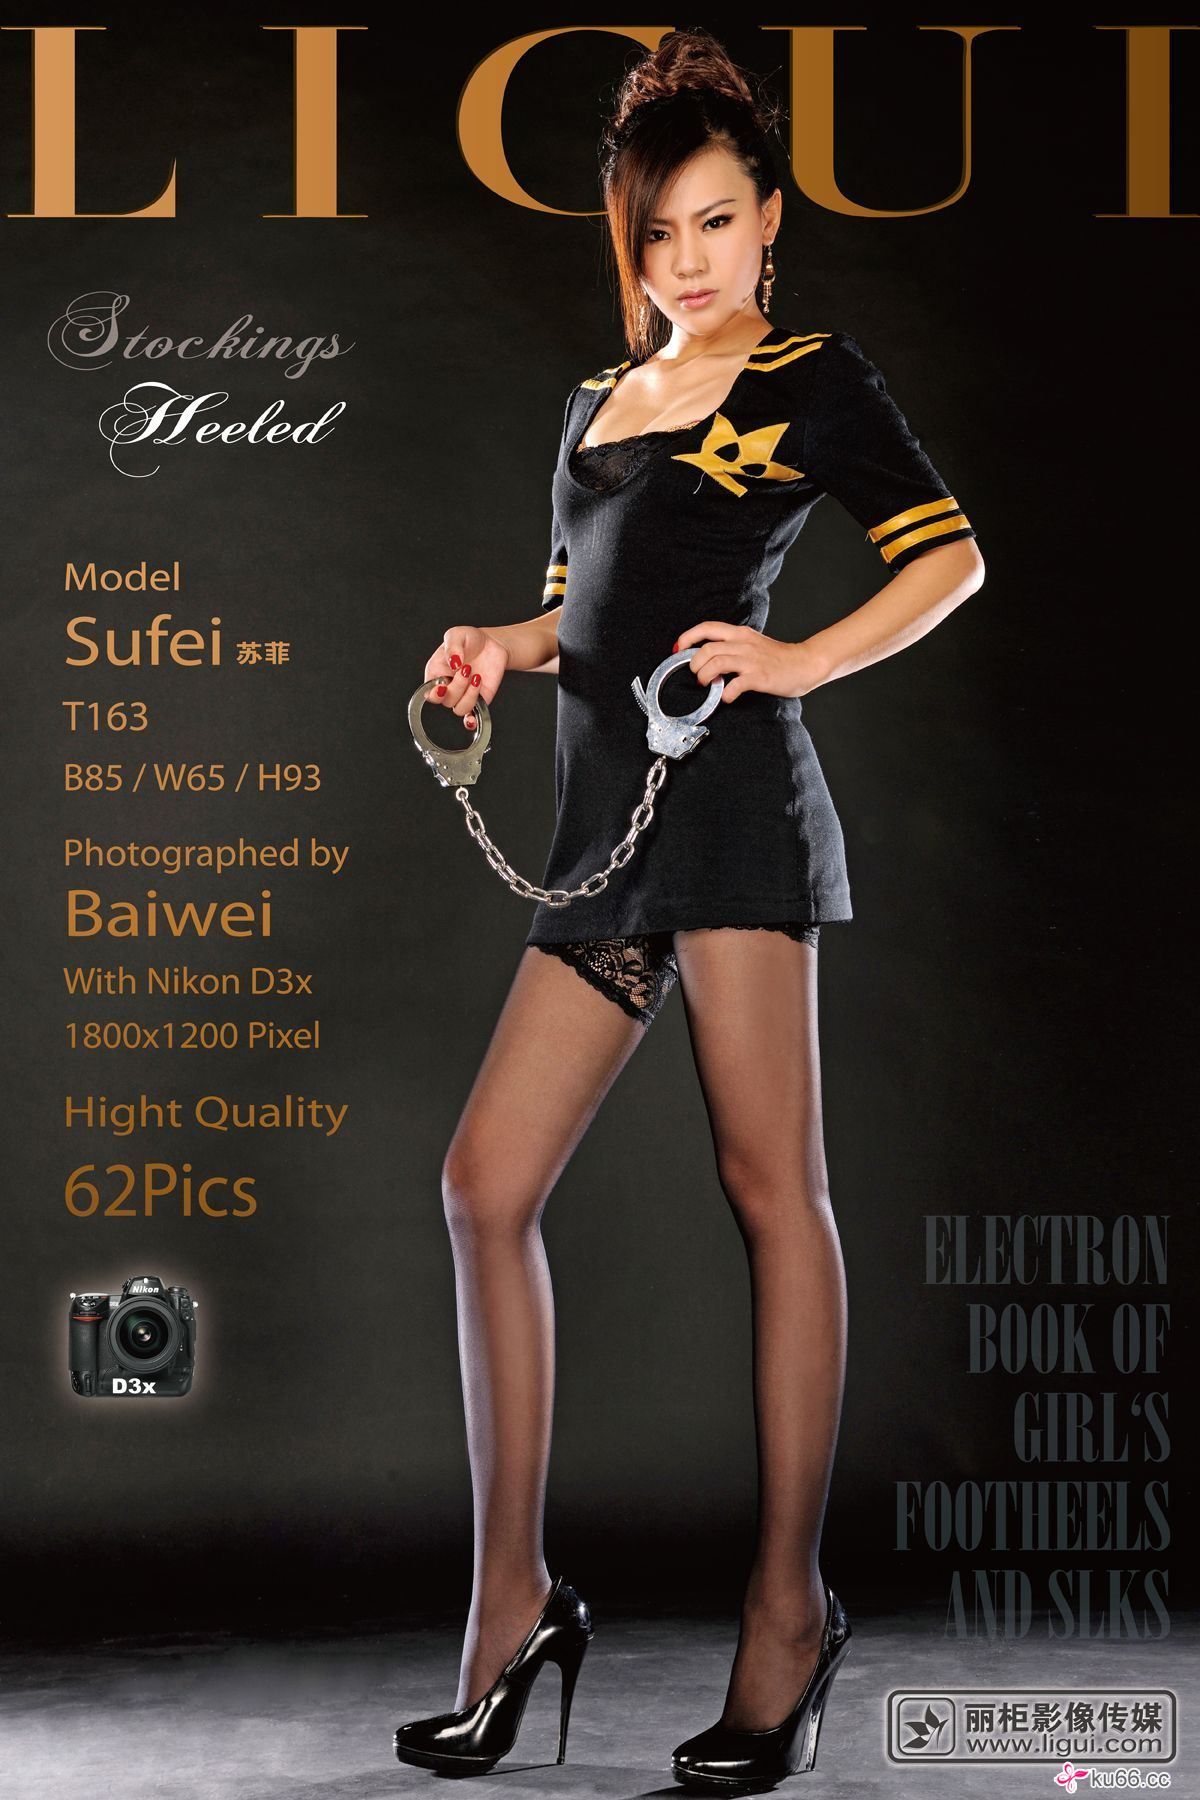 LIGUI
Stockings
Heeled
Model
Sufei 苏菲
T163
B85 / W65 / H93
Photographed by
Baiwei
With Nikon D3x
1800x1200 Pixel
Hight Quality
62Pics
Nikon
D3x
ELECTRON
BOOK OF
GIRL‘S
FOOTHEELS
AND SLKS
丽柜影像传媒
www.ligui.com
ku66.cc